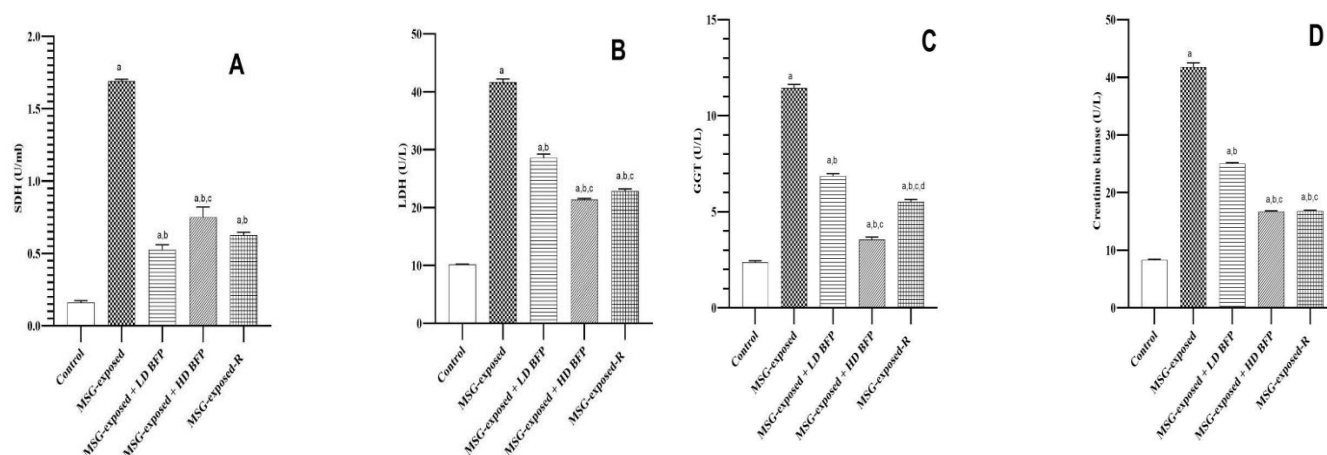 A
SDH (U/ml)
2.0
1.5
1.0
0.5
0.0
a
a,b
a,b,c
a,b
Control
MSG-exposed
MSG-exposed + LD BFP
MSG-exposed + HD BFP
MSG-exposed-R
B
LDH (U/L)
50
40
30
20
10
0
a
a,b
a,b,c
a,b,c
Control
MSG-exposed
MSG-exposed + LD BFP
MSG-exposed + HD BFP
MSG-exposed-R
C
GGT (U/L)
15
10
5
0
a
a,b
a,b,c
a,b,c,d
Control
MSG-exposed
MSG-exposed + LD BFP
MSG-exposed + HD BFP
MSG-exposed-R
D
Creatinine kinase (U/L)
50
40
30
20
10
0
a
a,b
a,b,c
a,b,c
Control
MSG-exposed
MSG-exposed + LD BFP
MSG-exposed + HD BFP
MSG-exposed-R